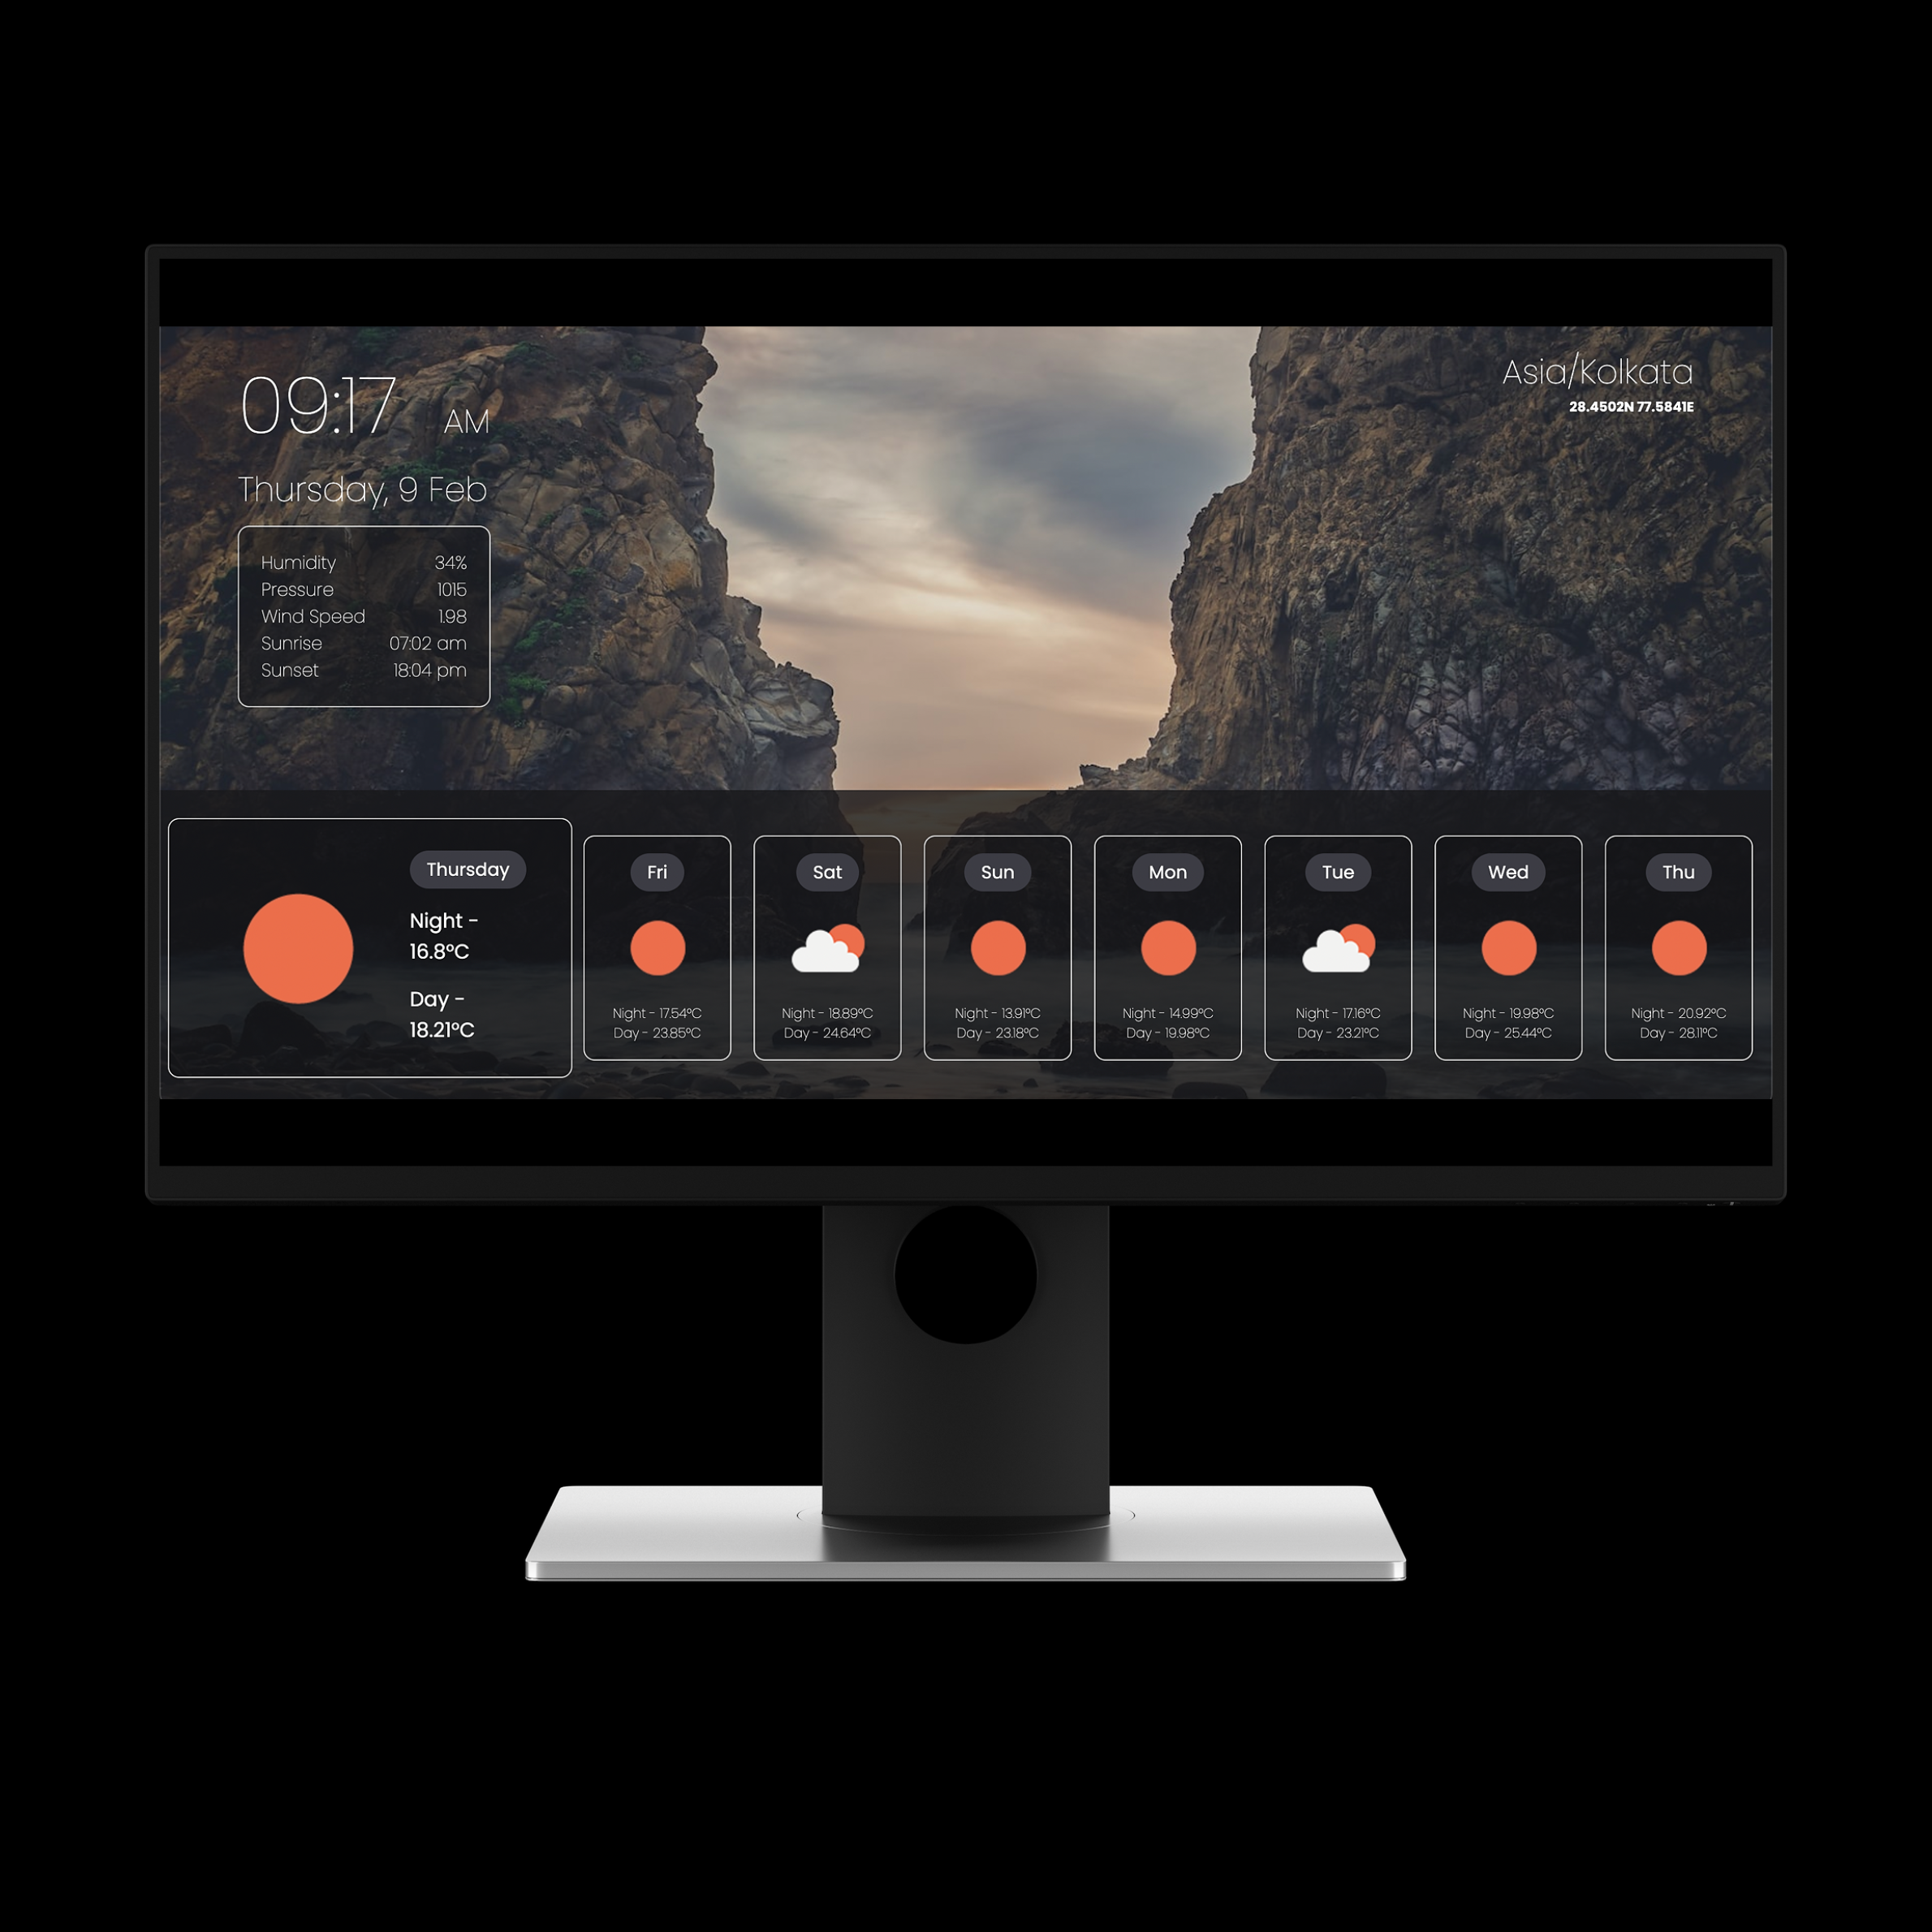 09:17 AM
Thursday, 9 Feb
Humidity 34%
Pressure 1015
Wind Speed 1.98
Sunrise 07:02 am
Sunset 18:04 pm
Asia/Kolkata
28.4502N 77.5841E
Thursday
Night -
16.8°C
Day -
18.21°C
Fri
Night - 17.54°C
Day - 23.85°C
Sat
Night - 18.89°C
Day - 24.64°C
Sun
Night - 13.91°C
Day - 23.18°C
Mon
Night - 14.99°C
Day - 19.98°C
Tue
Night - 17.16°C
Day - 23.21°C
Wed
Night - 19.98°C
Day - 25.44°C
Thu
Night - 20.92°C
Day - 28.11°C